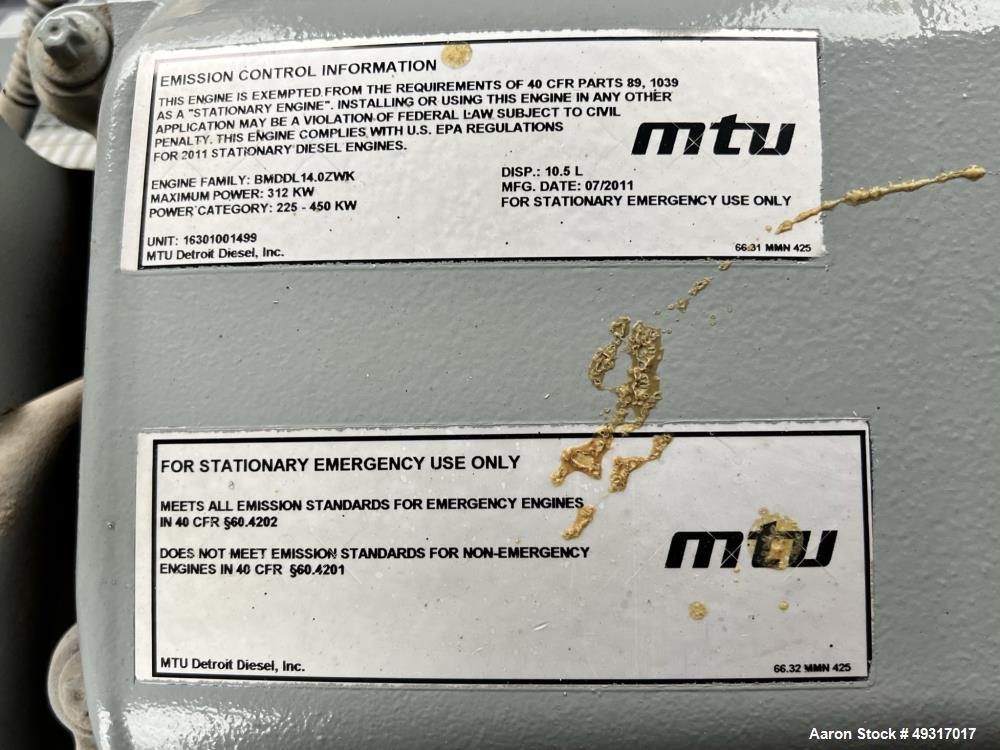 EMISSION CONTROL INFORMATION
THIS ENGINE IS EXEMPTED FROM THE REQUIREMENTS OF 40 CFR PARTS 89, 1039
AS A "STATIONARY ENGINE". INSTALLING OR USING THIS ENGINE IN ANY OTHER
APPLICATION MAY BE A VIOLATION OF FEDERAL LAW SUBJECT TO CIVIL
PENALTY. THIS ENGINE COMPLIES WITH U.S. EPA REGULATIONS
FOR 2011 STATIONARY DIESEL ENGINES.
mtu
ENGINE FAMILY: BMDDL14.0ZWK
MAXIMUM POWER: 312 KW
POWER CATEGORY: 225 - 450 KW
DISP.: 10.5 L
MFG. DATE: 07/2011
FOR STATIONARY EMERGENCY USE ONLY
UNIT: 16301001499
MTU Detroit Diesel, Inc.
66.31 MMN 425
FOR STATIONARY EMERGENCY USE ONLY
MEETS ALL EMISSION STANDARDS FOR EMERGENCY ENGINES
IN 40 CFR §60.4202
DOES NOT MEET EMISSION STANDARDS FOR NON-EMERGENCY
ENGINES IN 40 CFR §60.4201
mtu
MTU Detroit Diesel, Inc.
66.32 MMN 425
Aaron Stock # 49317017